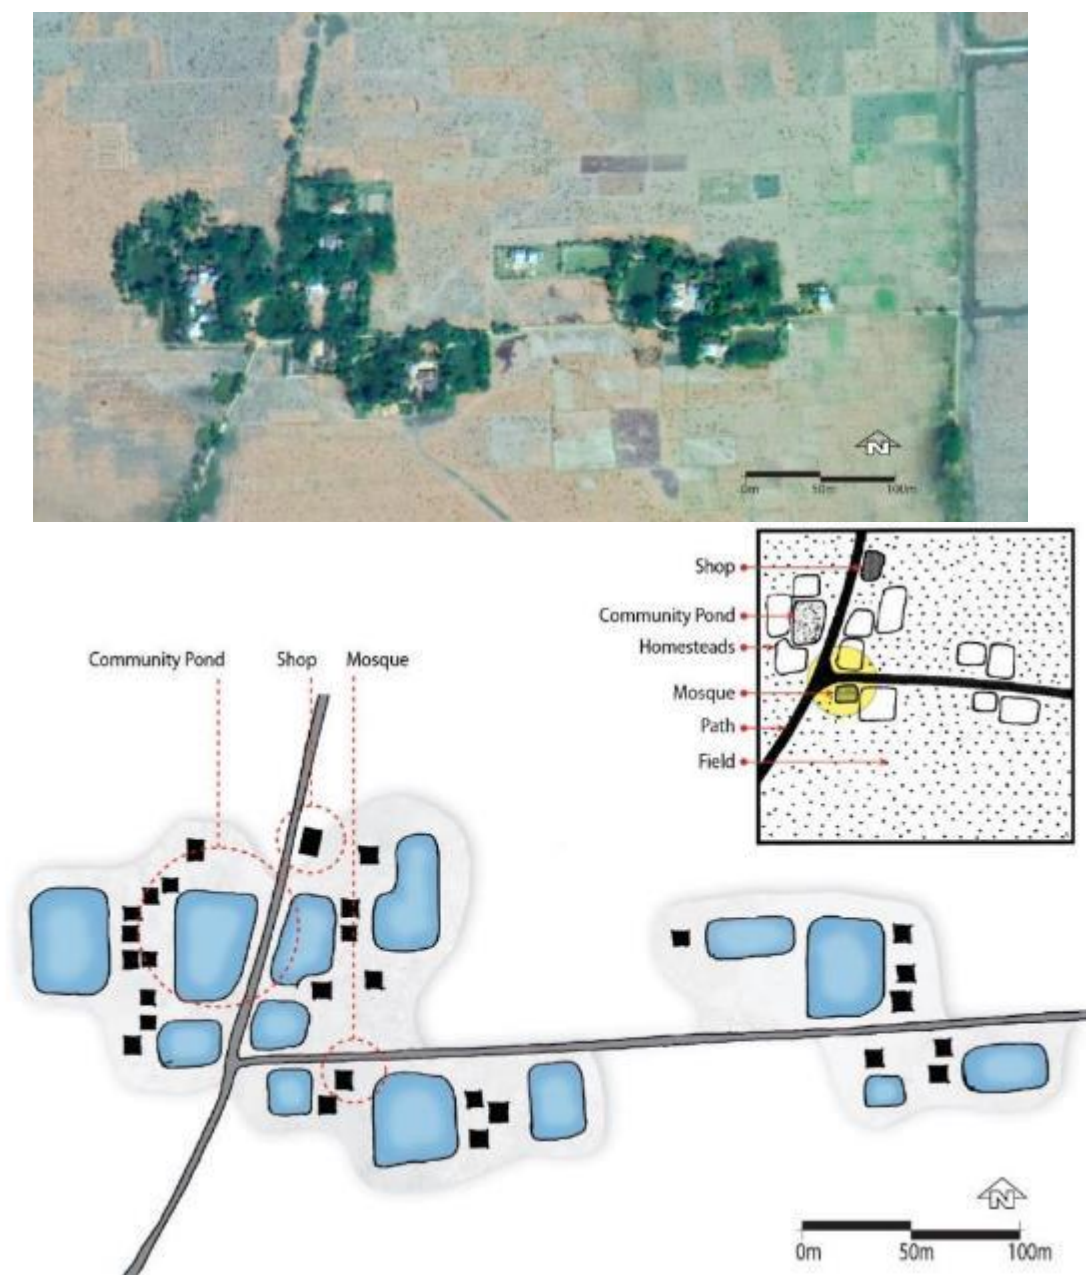 N
0m 50m 100m
Shop
Community Pond
Homesteads
Mosque
Path
Field
Community Pond Shop Mosque
N
0m 50m 100m